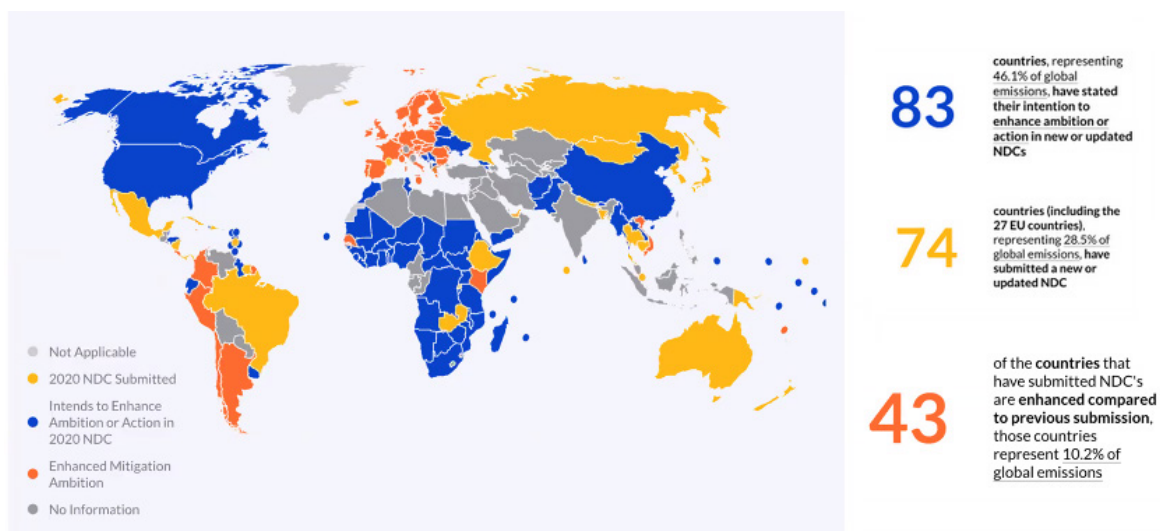 Not Applicable
2020 NDC Submitted
Intends to Enhance
Ambition or Action in
2020 NDC
Enhanced Mitigation
Ambition
No Information
83
countries, representing
46.1% of global
emissions, have stated
their intention to
enhance ambition or
action in new or updated
NDCs
74
countries (including the
27 EU countries),
representing 28.5% of
global emissions, have
submitted a new or
updated NDC
43
of the countries that
have submitted NDC's
are enhanced compared
to previous submission,
those countries
represent 10.2% of
global emissions